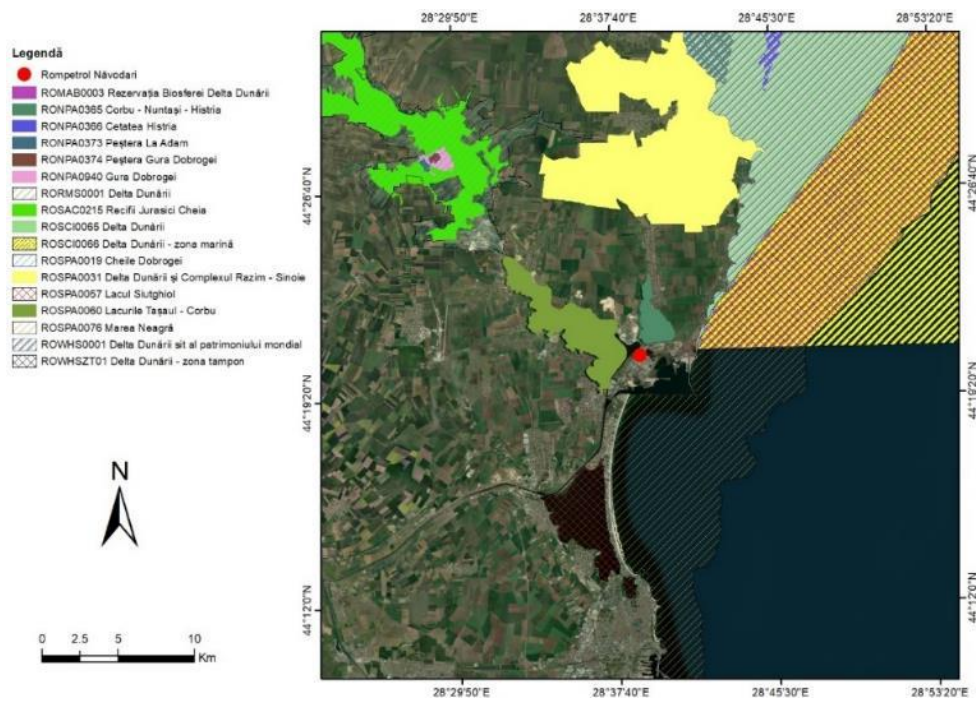 28°29'50"E 28°37'40"E 28°45'30"E 28°53'20"E
Legendă
Rompetrol Năvodari
ROMAB0003 Rezervația Biosferei Delta Dunării
RONPA0365 Corbu - Nuntași - Histria
RONPA0366 Cetatea Histria
RONPA0373 Peștera La Adam
RONPA0374 Peștera Gura Dobrogei
RONPA0940 Gura Dobrogei
RORMS0001 Delta Dunării
ROSAC0215 Recifii Jurasici Cheia
ROSCI0065 Delta Dunării
ROSCI0066 Delta Dunării - zona marină
ROSPA0019 Cheile Dobrogei
ROSPA0031 Delta Dunării și Complexul Razim - Sinoie
ROSPA0057 Lacul Siutghiol
ROSPA0060 Lacurile Tașaul - Corbu
ROSPA0076 Marea Neagră
ROWHS0001 Delta Dunării sit al patrimoniului mondial
ROWHSZT01 Delta Dunării - zona tampon
44°26'40"N 44°26'40"N
44°19'20"N 44°19'20"N
44°12'0"N 44°12'0"N
N
0 2.5 5 10
Km
28°29'50"E 28°37'40"E 28°45'30"E 28°53'20"E